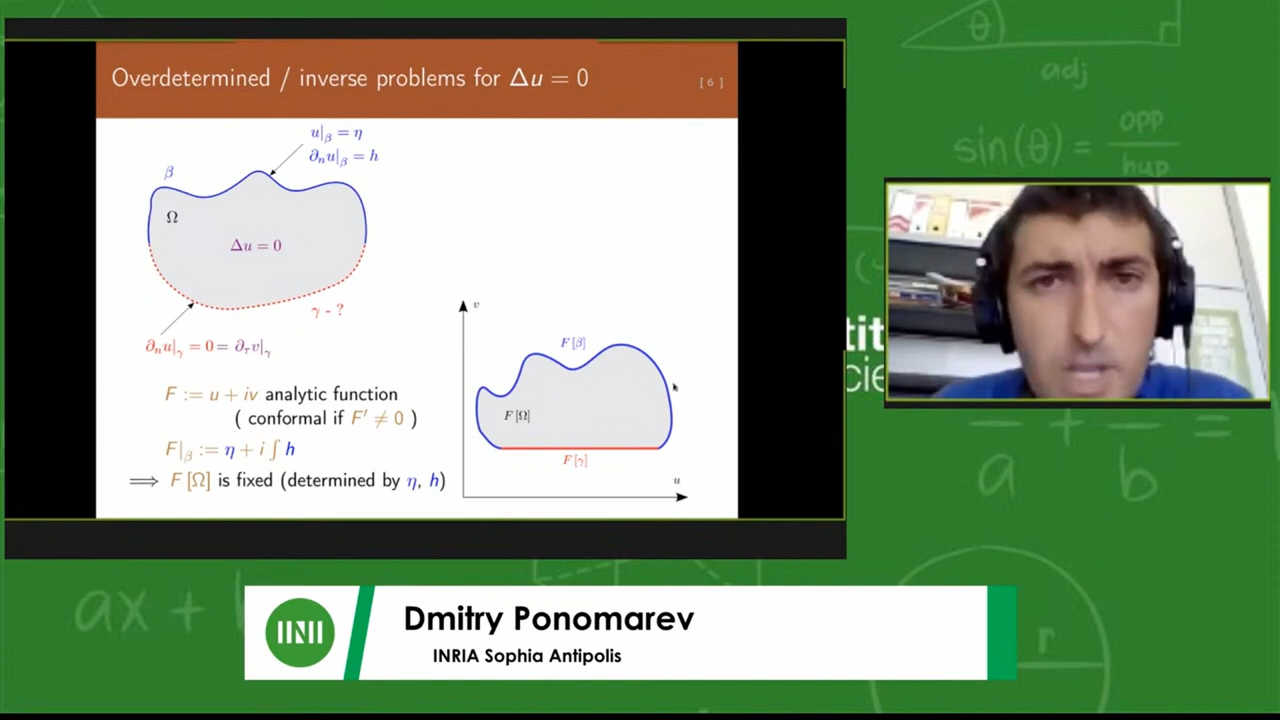 Overdetermined / inverse problems for Δu = 0
[ 6 ]
u|β = η
∂ₙu|β = h
β
Ω
Δu = 0
γ - ?
∂ₙu|γ = 0 = ∂τv|γ
F := u + iv analytic function
( conformal if F′ ≠ 0 )
F|β := η + i ∫ h
⟹ F [Ω] is fixed (determined by η, h)
v
F [β]
F [Ω]
F [γ]
u
θ
adj
sin(θ) = opp
hyp
a + b
ax +
r
Dmitry Ponomarev
INRIA Sophia Antipolis